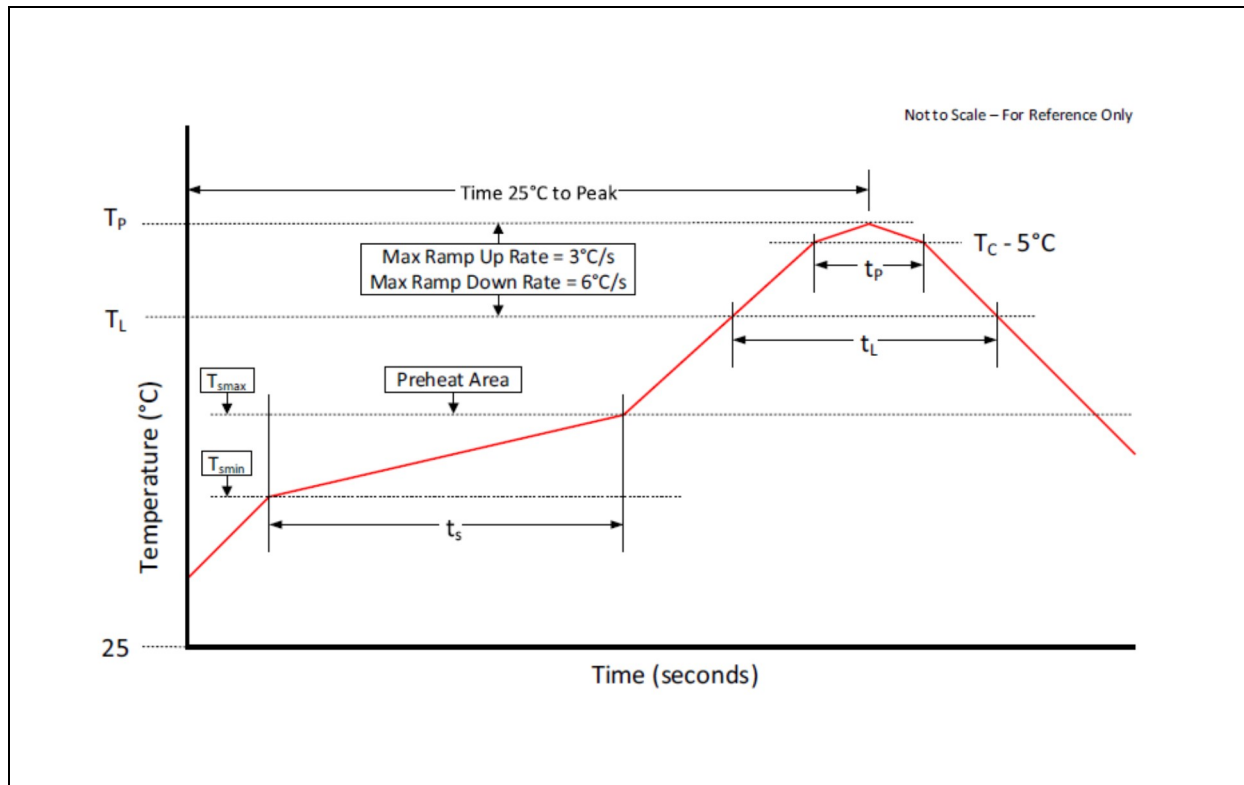 Not to Scale – For Reference Only
Time 25°C to Peak
TP
Max Ramp Up Rate = 3°C/s
Max Ramp Down Rate = 6°C/s
TC - 5°C
tP
TL
tL
Tsmax
Preheat Area
Tsmin
ts
Temperature (°C)
25
Time (seconds)